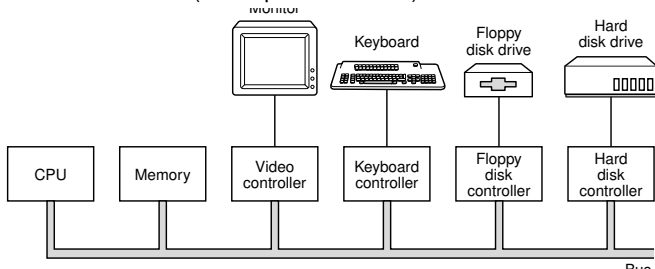 Monitor
Keyboard
Floppy
disk drive
Hard
disk drive
CPU
Memory
Video
controller
Keyboard
controller
Floppy
disk
controller
Hard
disk
controller
Bus